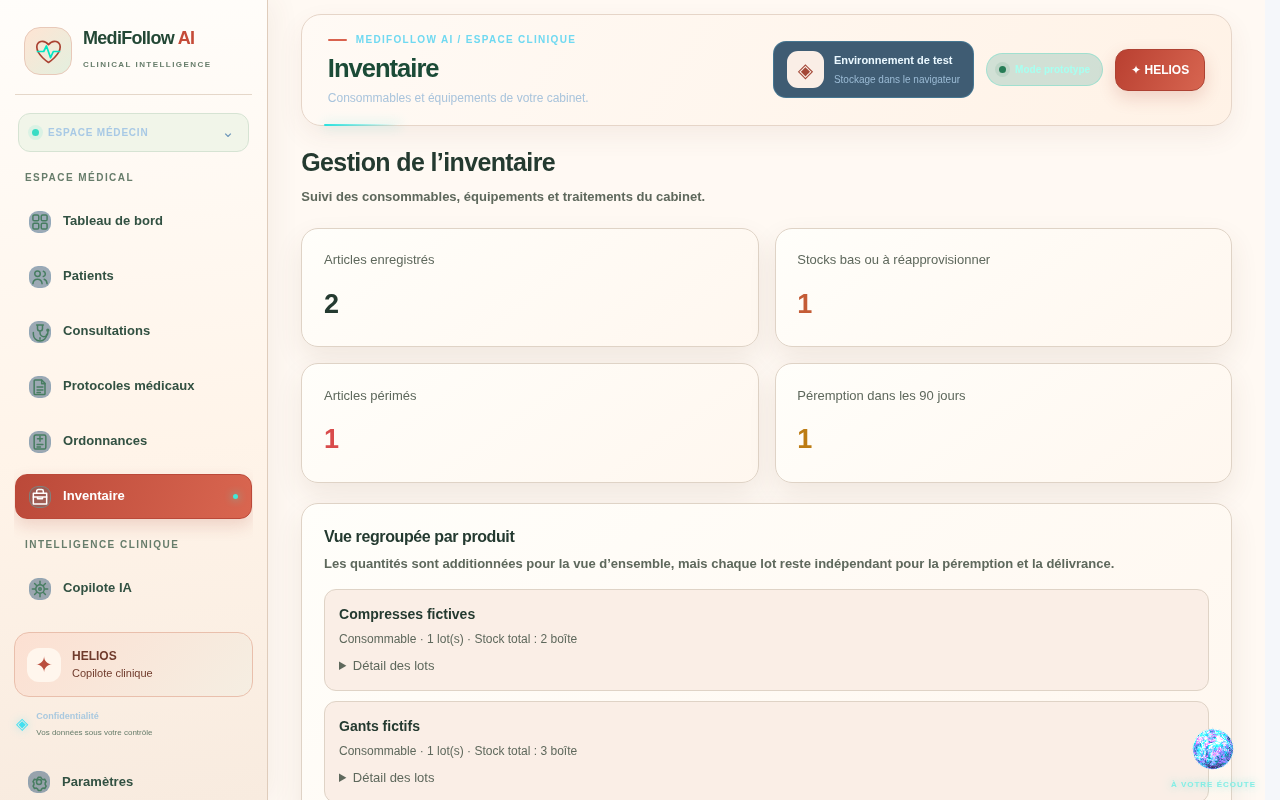 MediFollow AI
CLINICAL INTELLIGENCE
ESPACE MÉDECIN
ESPACE MÉDICAL
Tableau de bord
Patients
Consultations
Protocoles médicaux
Ordonnances
Inventaire
INTELLIGENCE CLINIQUE
Copilote IA
HELIOS
Copilote clinique
Confidentialité
Vos données sous votre contrôle
Paramètres
MEDIFOLLOW AI / ESPACE CLINIQUE
Inventaire
Consommables et équipements de votre cabinet.
Environnement de test
Stockage dans le navigateur
Mode prototype
✦ HELIOS
Gestion de l’inventaire
Suivi des consommables, équipements et traitements du cabinet.
Articles enregistrés
2
Stocks bas ou à réapprovisionner
1
Articles périmés
1
Péremption dans les 90 jours
1
Vue regroupée par produit
Les quantités sont additionnées pour la vue d’ensemble, mais chaque lot reste indépendant pour la péremption et la délivrance.
Compresses fictives
Consommable · 1 lot(s) · Stock total : 2 boîte
Détail des lots
Gants fictifs
Consommable · 1 lot(s) · Stock total : 3 boîte
Détail des lots
À VOTRE ÉCOUTE